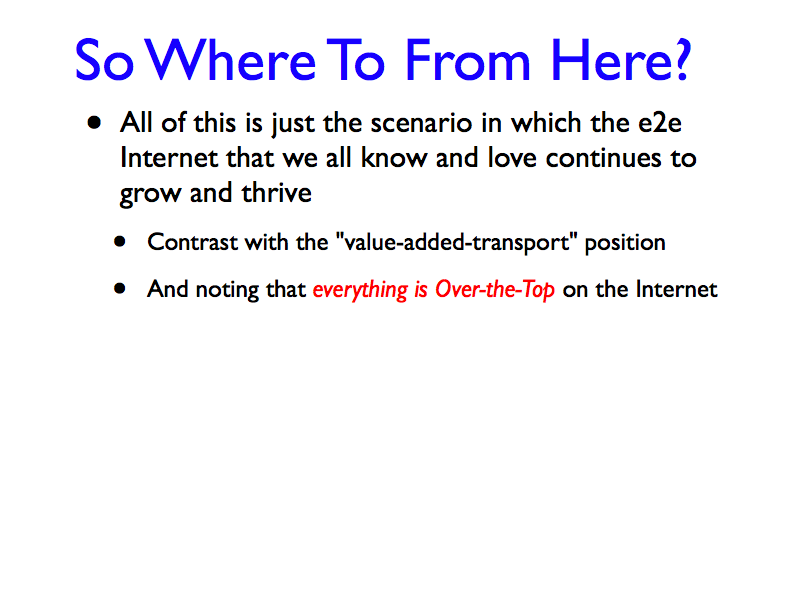 So Where To From Here?
• All of this is just the scenario in which the e2e
Internet that we all know and love continues to
grow and thrive
• Contrast with the "value-added-transport" position
• And noting that everything is Over-the-Top on the Internet